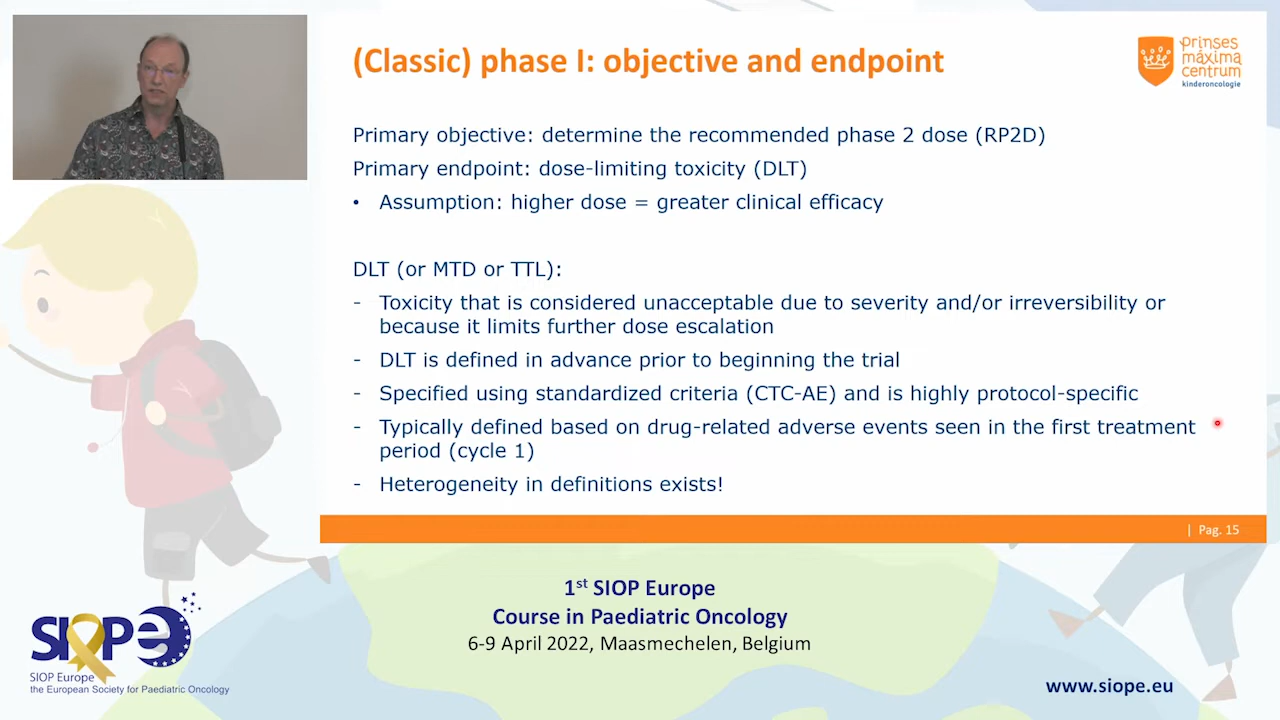 (Classic) phase I: objective and endpoint
prinses
máxima
centrum
kinderoncologie
Primary objective: determine the recommended phase 2 dose (RP2D)
Primary endpoint: dose-limiting toxicity (DLT)
• Assumption: higher dose = greater clinical efficacy
DLT (or MTD or TTL):
- Toxicity that is considered unacceptable due to severity and/or irreversibility or
because it limits further dose escalation
- DLT is defined in advance prior to beginning the trial
- Specified using standardized criteria (CTC-AE) and is highly protocol-specific
- Typically defined based on drug-related adverse events seen in the first treatment
period (cycle 1)
- Heterogeneity in definitions exists!
| Pag. 15
1st SIOP Europe
Course in Paediatric Oncology
6-9 April 2022, Maasmechelen, Belgium
SIOPe
SIOP Europe
the European Society for Paediatric Oncology
www.siope.eu